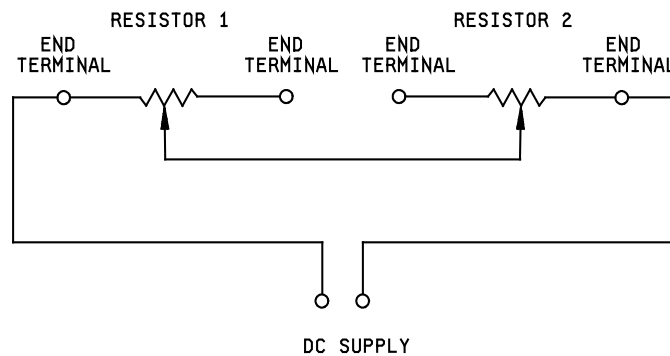 RESISTOR 1 RESISTOR 2
END END END END
TERMINAL TERMINAL TERMINAL TERMINAL
DC SUPPLY